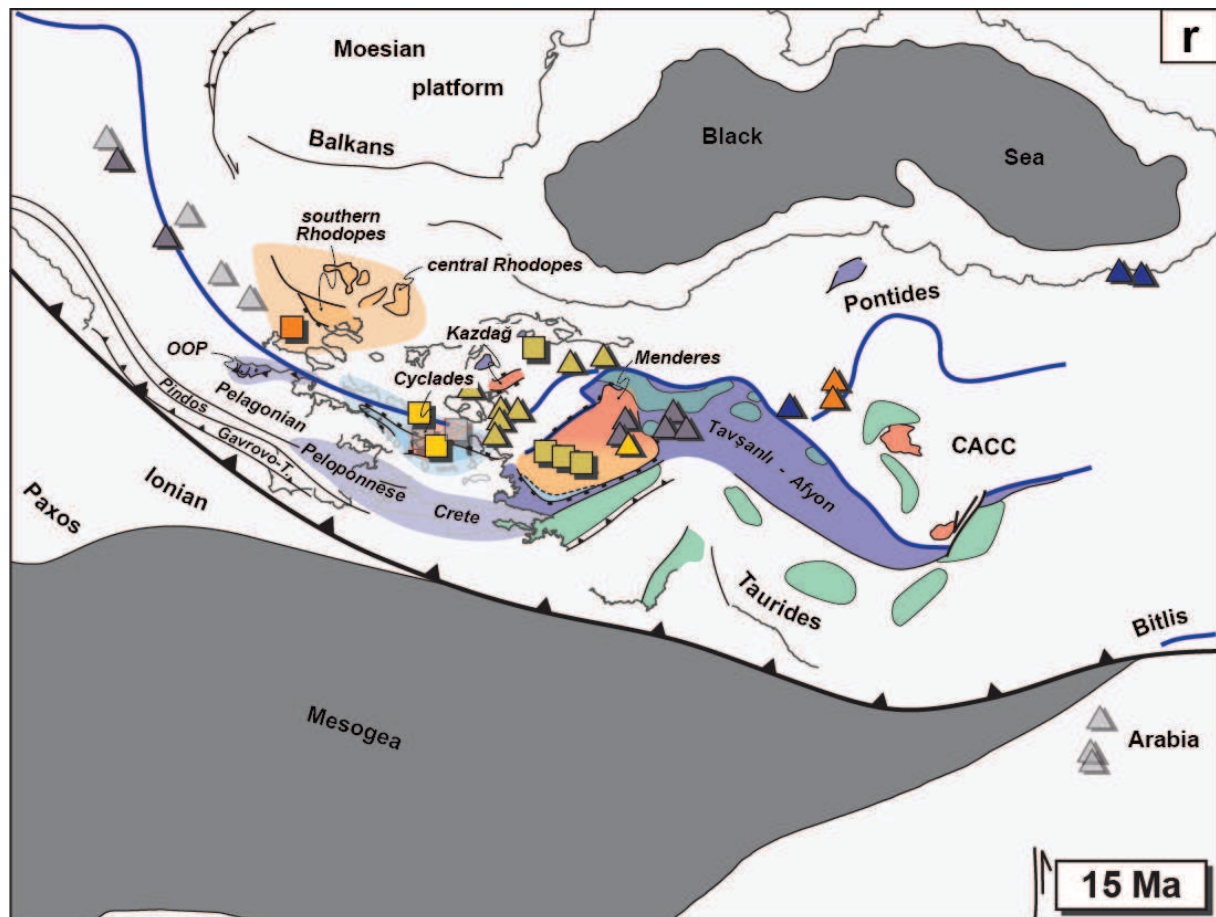 r
Moesian
platform
Balkans
Black
Sea
southern
Rhodopes
central Rhodopes
Pontides
Kazdağ
Menderes
OOP
Cyclades
Pindos
Pelagonian
Gavrovo-T.
Peloponnese
Crete
Tavşanlı - Afyon
CACC
Ionian
Paxos
Taurides
Bitlis
Mesogea
Arabia
15 Ma